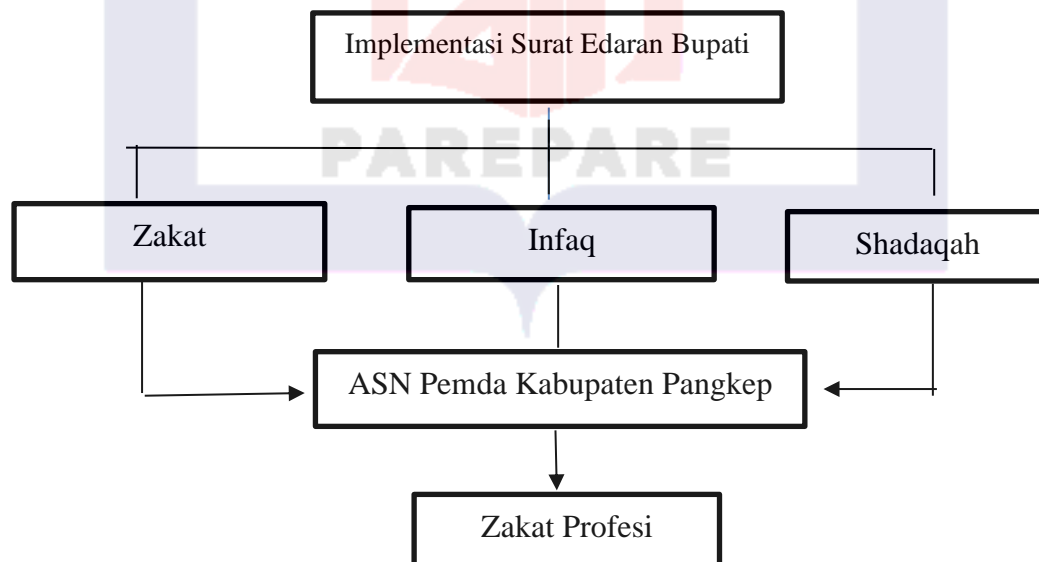 Implementasi Surat Edaran Bupati
PAREPARE
Zakat
Infaq
Shadaqah
ASN Pemda Kabupaten Pangkep
Zakat Profesi